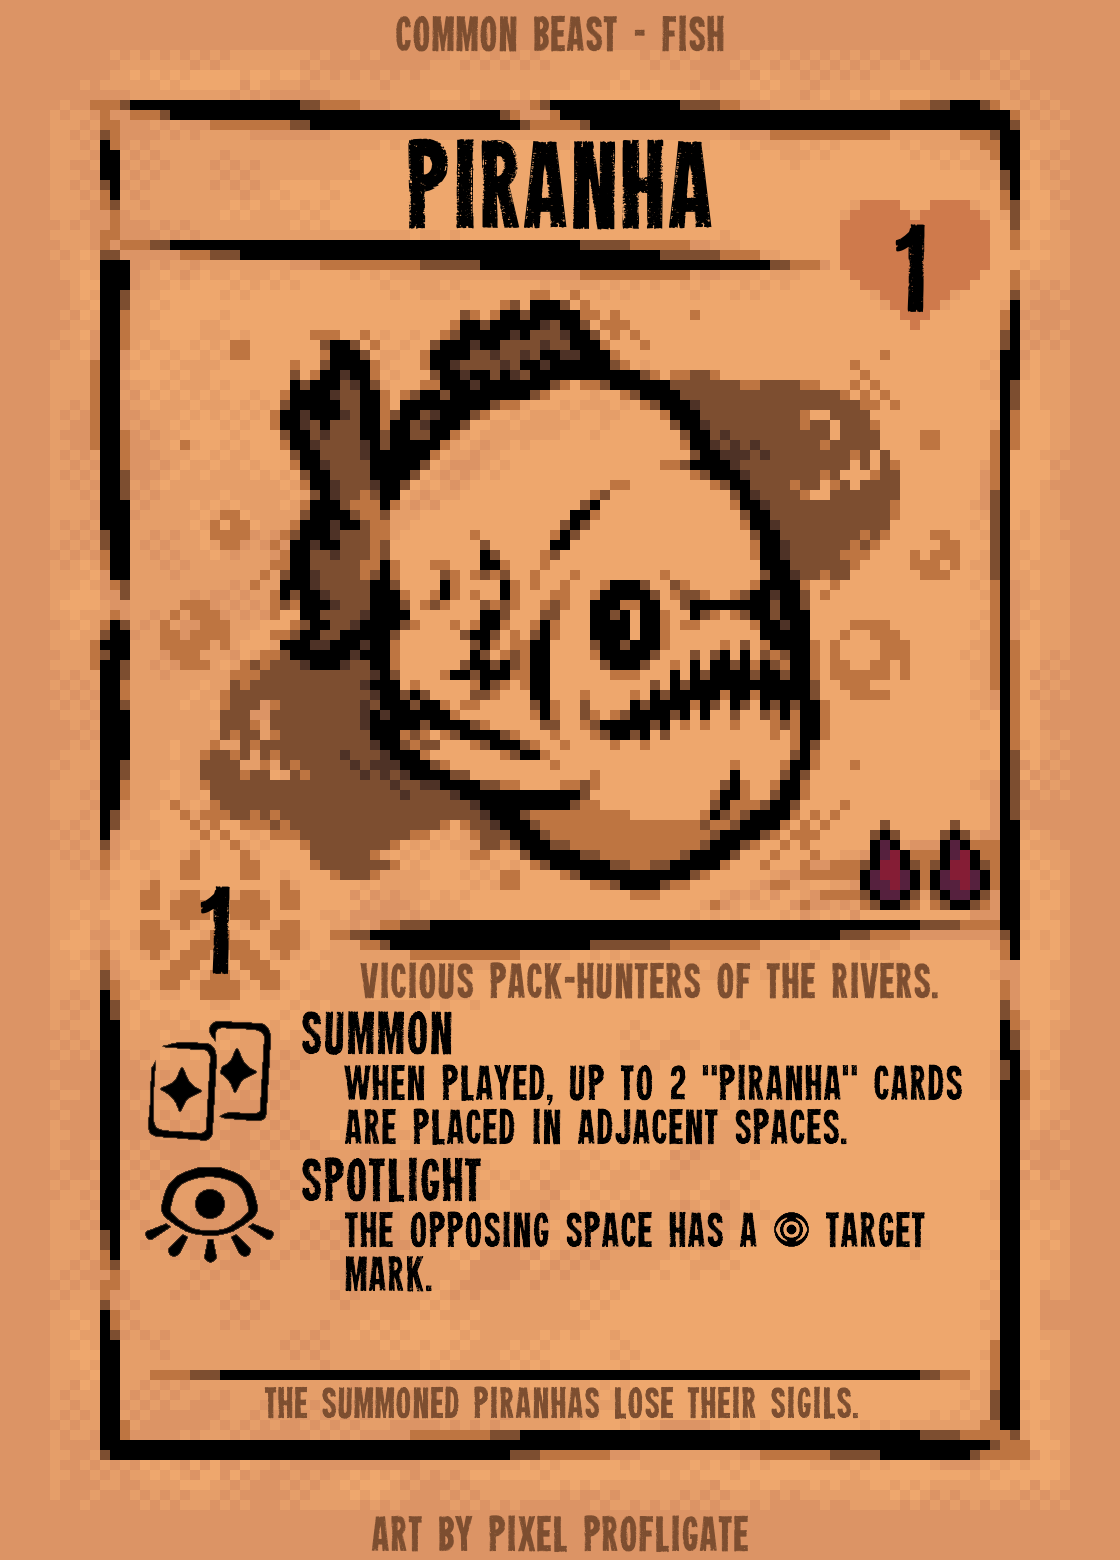 COMMON BEAST - FISH
PIRANHA
1
1
VICIOUS PACK-HUNTERS OF THE RIVERS.
SUMMON
WHEN PLAYED, UP TO 2 "PIRANHA" CARDS
ARE PLACED IN ADJACENT SPACES.
SPOTLIGHT
THE OPPOSING SPACE HAS A TARGET
MARK.
THE SUMMONED PIRANHAS LOSE THEIR SIGILS.
ART BY PIXEL PROFLIGATE